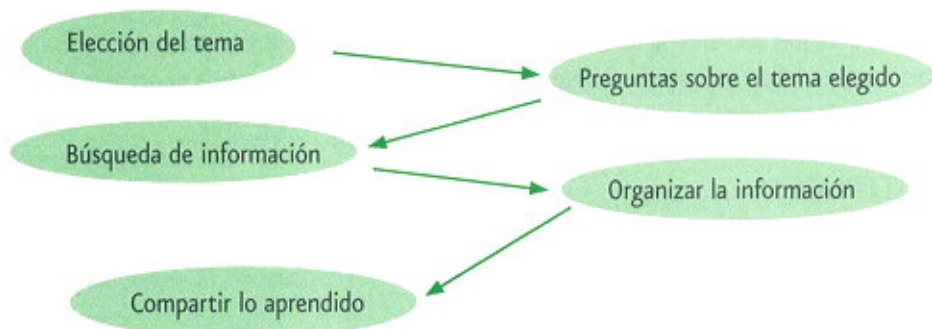 Elección del tema
Preguntas sobre el tema elegido
Búsqueda de información
Organizar la información
Compartir lo aprendido